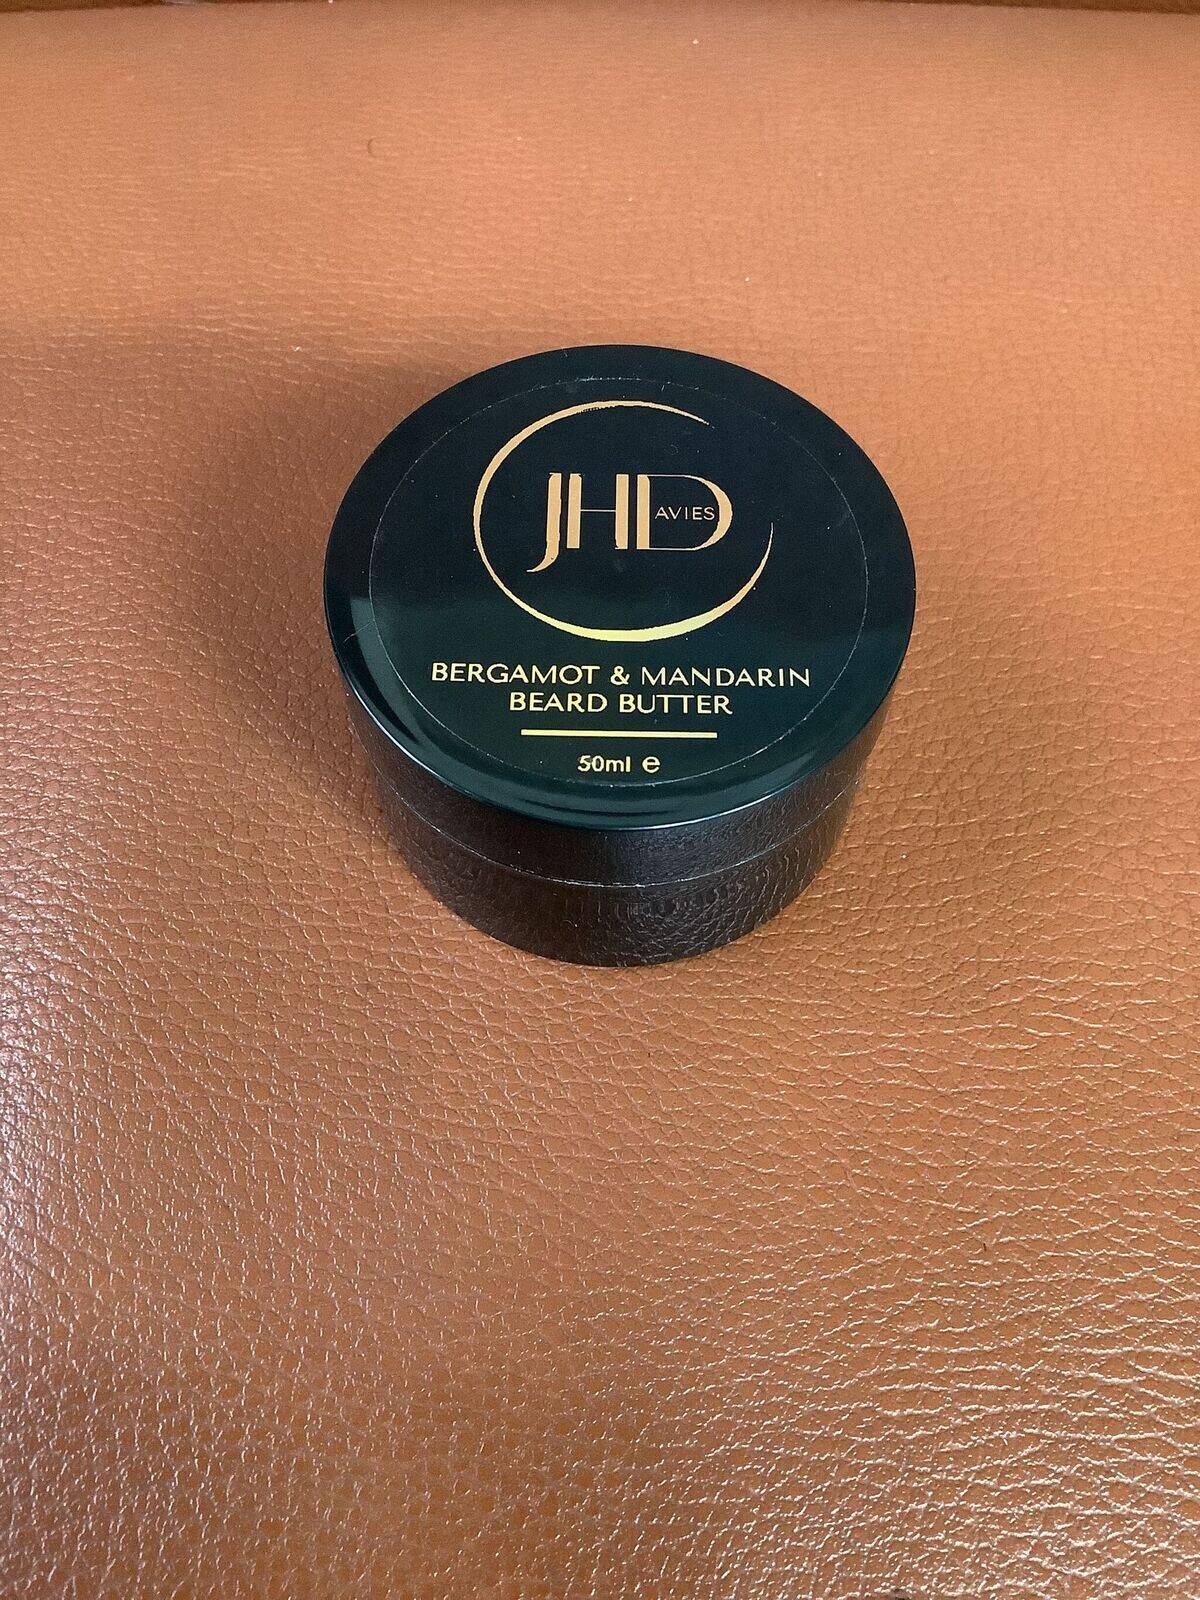 JHDAVIES
BERGAMOT & MANDARIN
BEARD BUTTER
50ml ℮